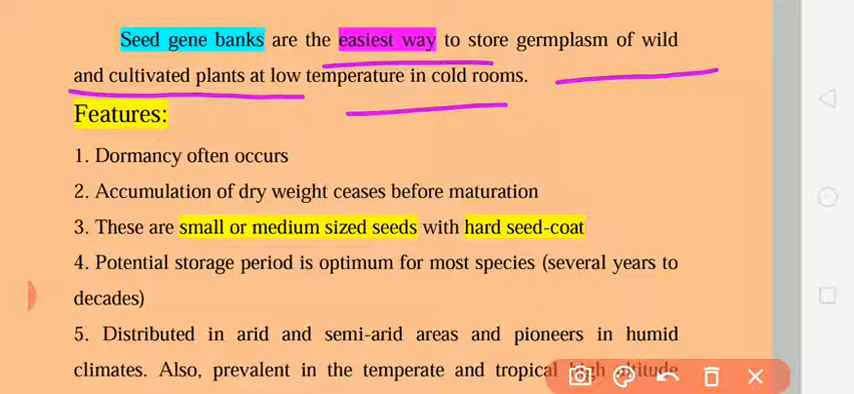 Seed gene banks are the easiest way to store germplasm of wild
and cultivated plants at low temperature in cold rooms.
Features:
1. Dormancy often occurs
2. Accumulation of dry weight ceases before maturation
3. These are small or medium sized seeds with hard seed-coat
4. Potential storage period is optimum for most species (several years to
decades)
5. Distributed in arid and semi-arid areas and pioneers in humid
climates. Also, prevalent in the temperate and tropical high altitude